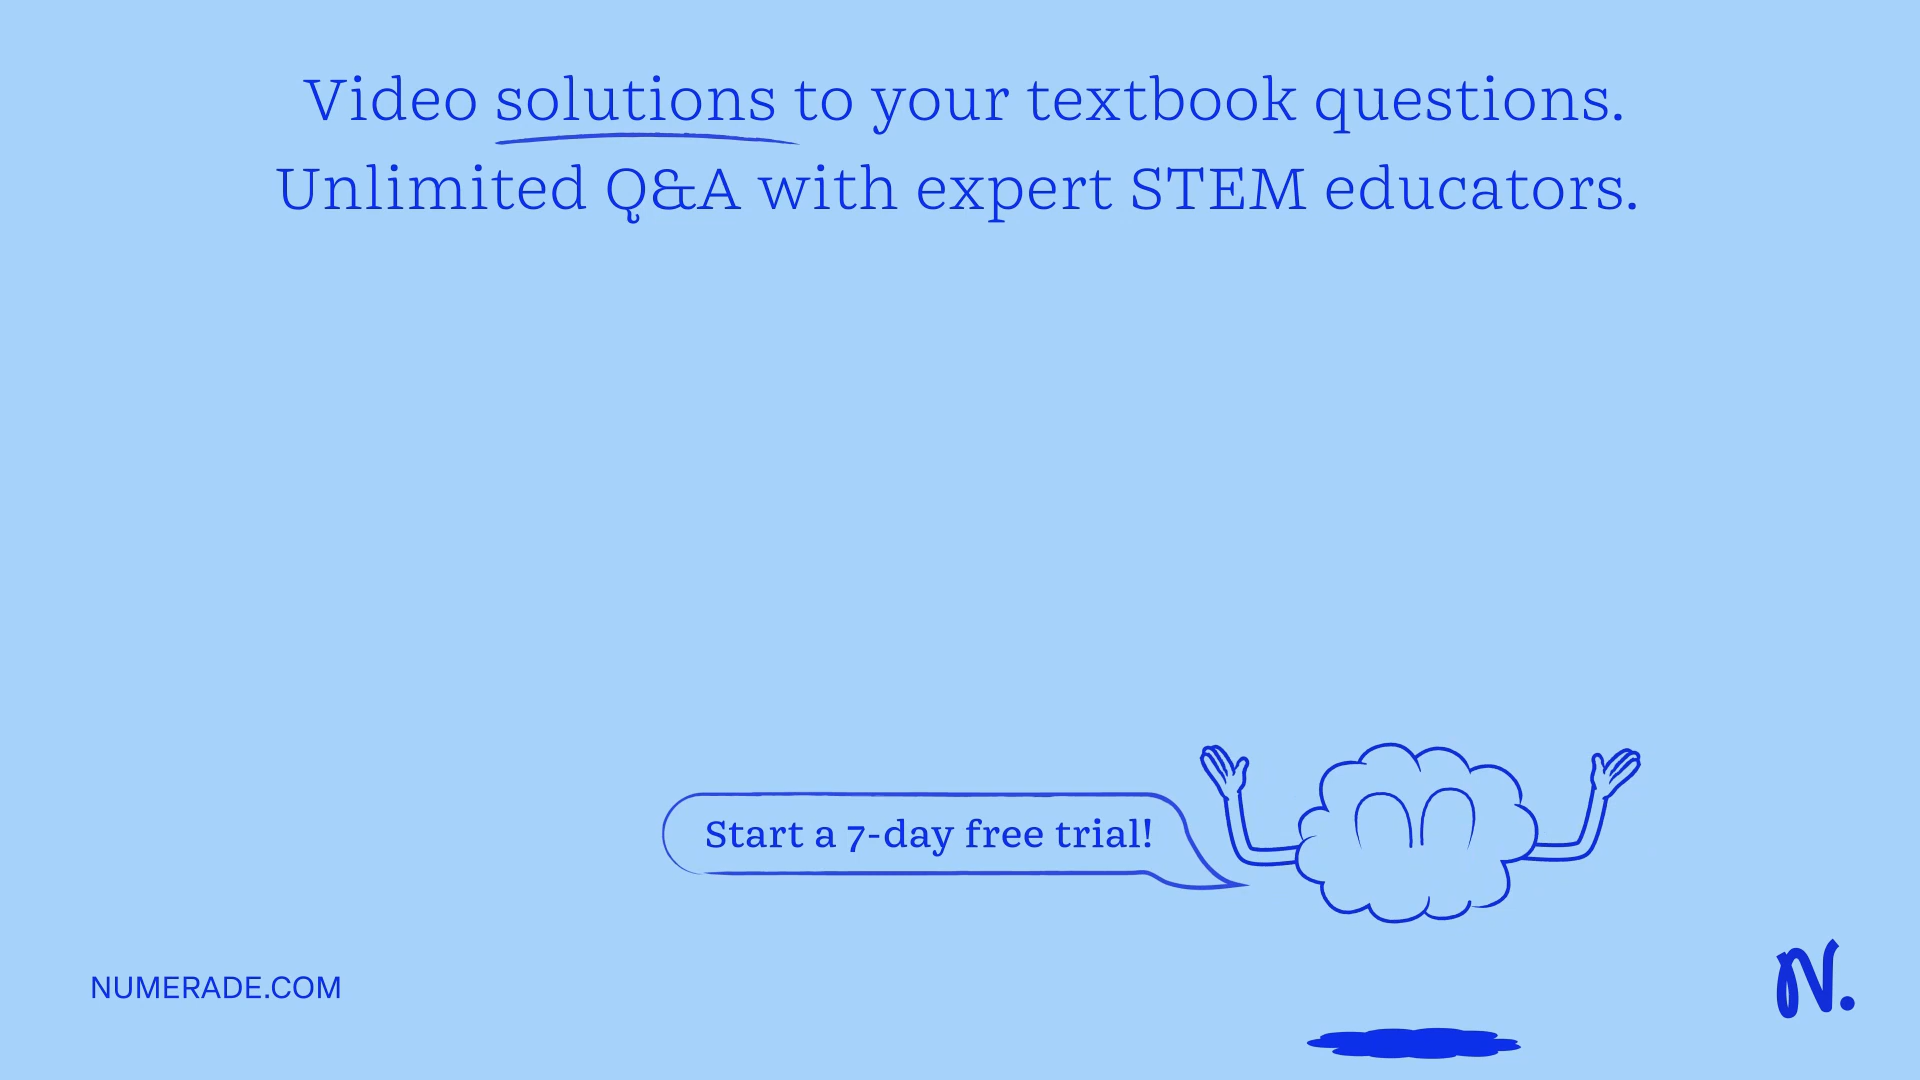 Video solutions to your textbook questions.
Unlimited Q&A with expert STEM educators.
Start a 7-day free trial!
NUMERADE.COM
N.